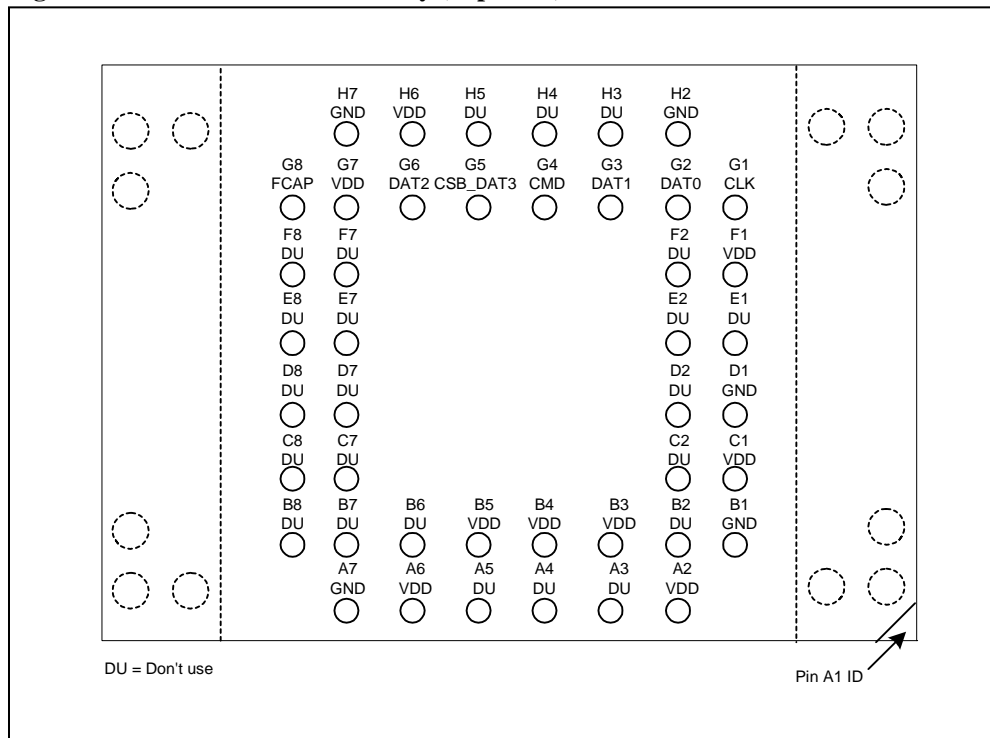 H7 H6 H5 H4 H3 H2
GND VDD DU DU DU GND
G8 G7 G6 G5 G4 G3 G2 G1
FCAP VDD DAT2 CSB_DAT3 CMD DAT1 DAT0 CLK
F8 F7 F2 F1
DU DU DU VDD
E8 E7 E2 E1
DU DU DU DU
D8 D7 D2 D1
DU DU DU GND
C8 C7 C2 C1
DU DU DU VDD
B8 B7 B6 B5 B4 B3 B2 B1
DU DU DU VDD VDD VDD DU GND
A7 A6 A5 A4 A3 A2
GND VDD DU DU DU VDD
DU = Don't use
Pin A1 ID